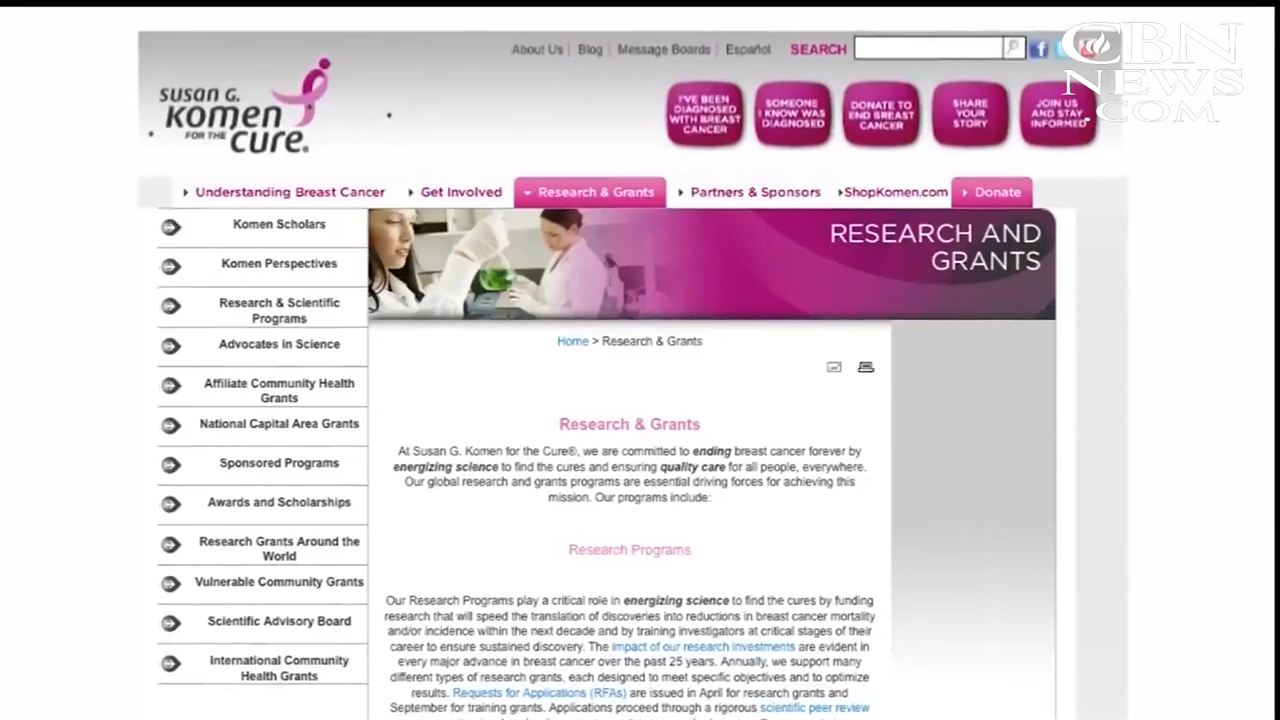 CBN
NEWS
.COM
About Us
Blog
Message Boards
Español
SEARCH
SUSAN G.
Komen
FOR THE
CURE.
I'VE BEEN
DIAGNOSED
WITH BREAST
CANCER
SOMEONE
I KNOW WAS
DIAGNOSED
DONATE TO
END BREAST
CANCER
SHARE
YOUR
STORY
JOIN US
AND STAY
INFORMED
Understanding Breast Cancer
Get Involved
Research & Grants
Partners & Sponsors
ShopKomen.com
Donate
Komen Scholars
Komen Perspectives
Research & Scientific
Programs
Advocates in Science
Affiliate Community Health
Grants
National Capital Area Grants
Sponsored Programs
Awards and Scholarships
Research Grants Around the
World
Vulnerable Community Grants
Scientific Advisory Board
International Community
Health Grants
RESEARCH AND
GRANTS
Home > Research & Grants
Research & Grants
At Susan G. Komen for the Cure®, we are committed to ending breast cancer forever by
energizing science to find the cures and ensuring quality care for all people, everywhere.
Our global research and grants programs are essential driving forces for achieving this
mission. Our programs include:
Research Programs
Our Research Programs play a critical role in energizing science to find the cures by funding
research that will speed the translation of discoveries into reductions in breast cancer mortality
and/or incidence within the next decade and by training investigators at critical stages of their
career to ensure sustained discovery. The impact of our research investments are evident in
every major advance in breast cancer over the past 25 years. Annually, we support many
different types of research grants, each designed to meet specific objectives and to optimize
results. Requests for Applications (RFAs) are issued in April for research grants and
September for training grants. Applications proceed through a rigorous scientific peer review